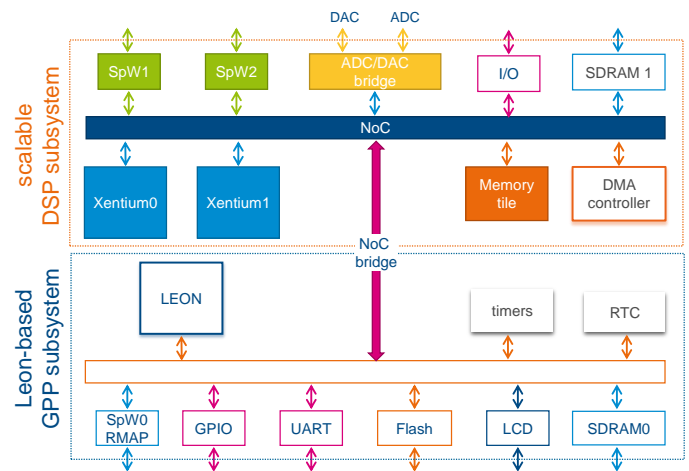 DAC ADC
SpW1 SpW2 ADC/DAC
bridge I/O SDRAM 1
NoC
scalable
DSP subsystem
Xentium0 Xentium1 Memory
tile DMA
controller
NoC
bridge
Leon-based
GPP subsystem
LEON timers RTC
SpW0
RMAP GPIO UART Flash LCD SDRAM0